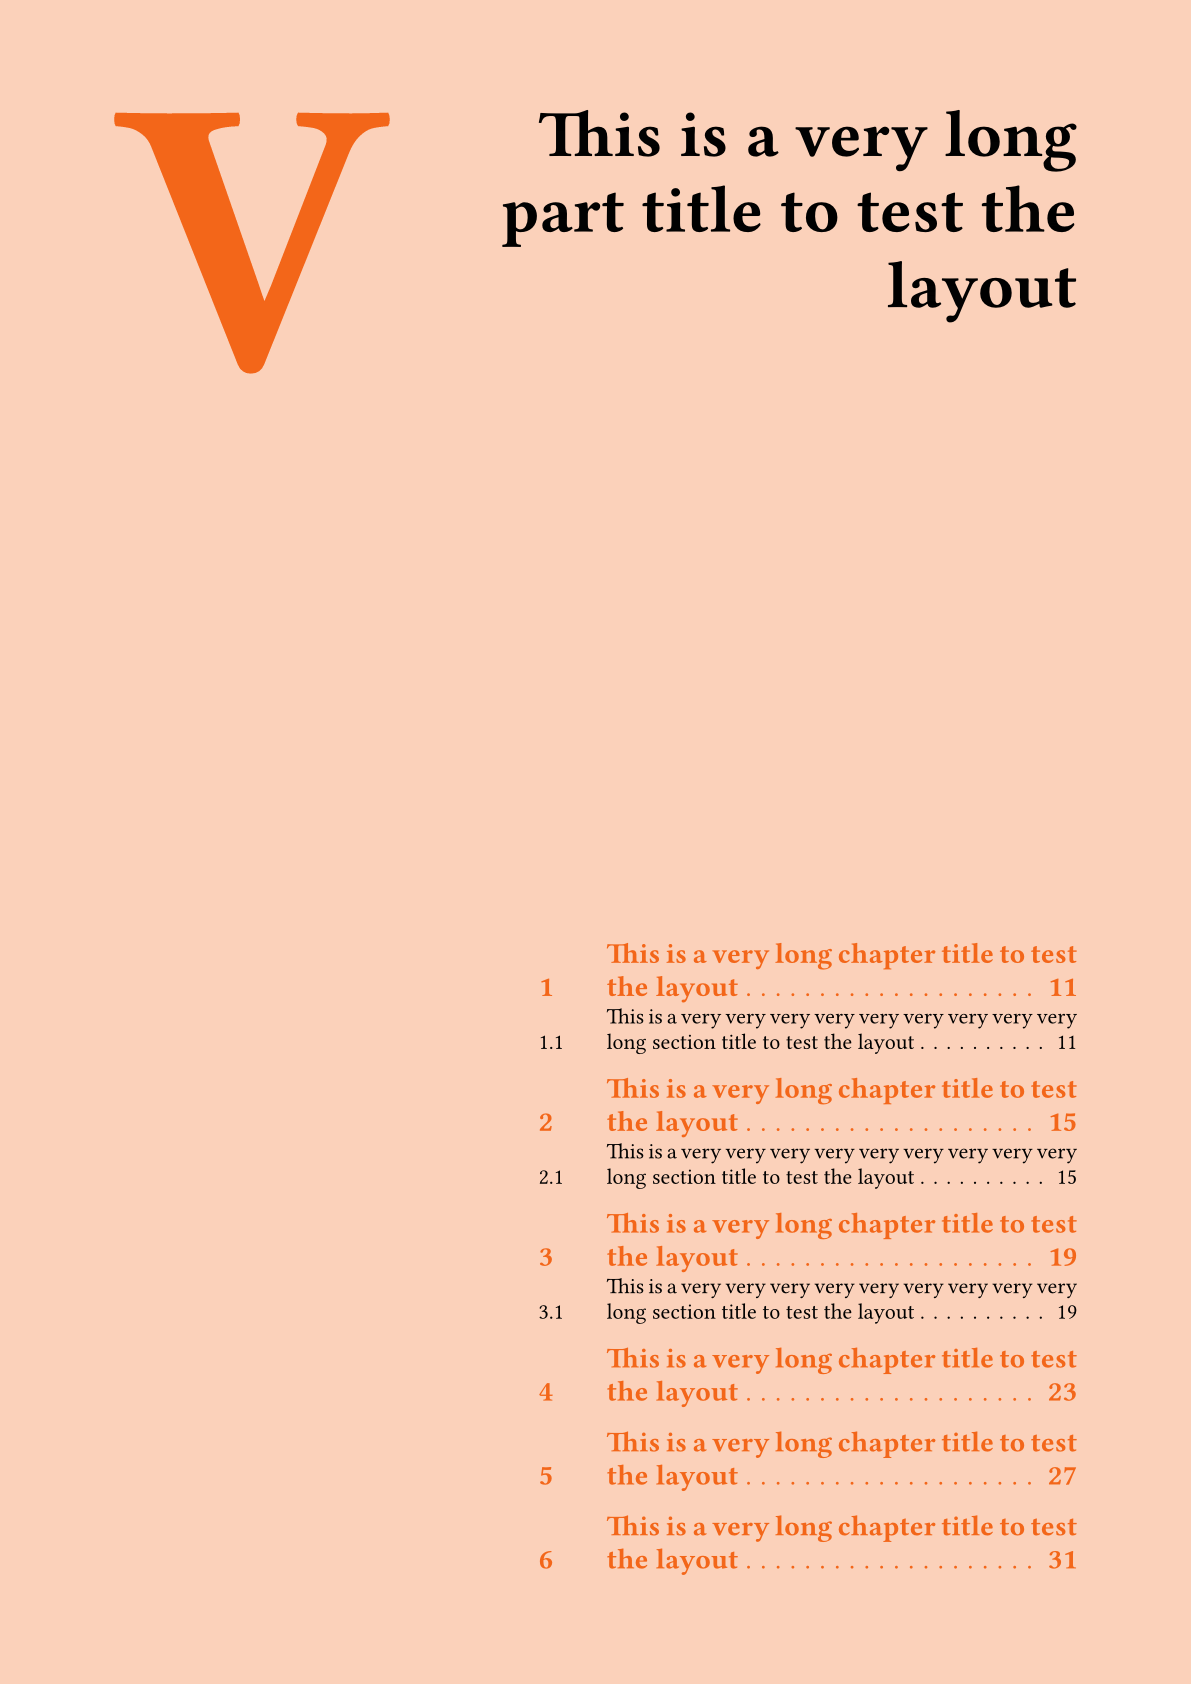 V
This is a very long
part title to test the
layout
This is a very long chapter title to test
1 the layout . . . . . . . . . . . . . . . . . . . . 11
This is a very very very very very very very very very
1.1 long section title to test the layout . . . . . . . . . . 11
This is a very long chapter title to test
2 the layout . . . . . . . . . . . . . . . . . . . . 15
This is a very very very very very very very very very
2.1 long section title to test the layout . . . . . . . . . . 15
This is a very long chapter title to test
3 the layout . . . . . . . . . . . . . . . . . . . . 19
This is a very very very very very very very very very
3.1 long section title to test the layout . . . . . . . . . . 19
This is a very long chapter title to test
4 the layout . . . . . . . . . . . . . . . . . . . . 23
This is a very long chapter title to test
5 the layout . . . . . . . . . . . . . . . . . . . . 27
This is a very long chapter title to test
6 the layout . . . . . . . . . . . . . . . . . . . . 31